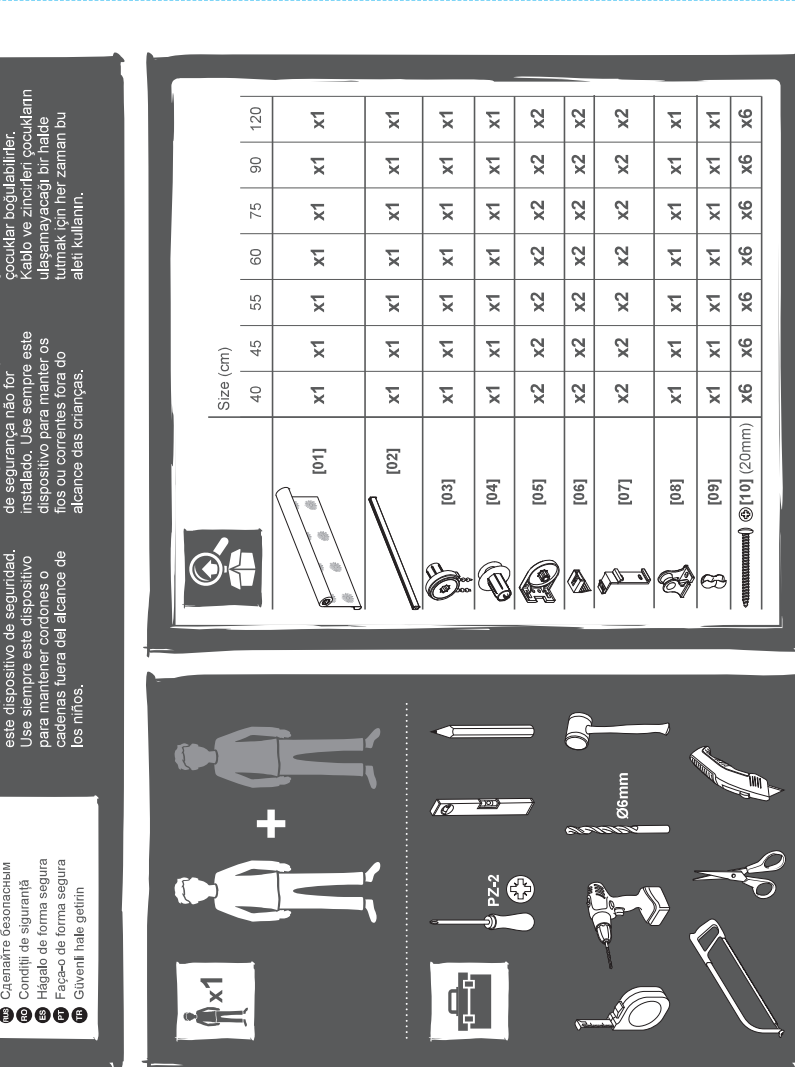 RUS Сделайте безопасным
RO Condiții de siguranță
ES Hágalo de forma segura
PT Faça-o de forma segura
TR Güvenli hale getirin
este dispositivo de seguridad.
Use siempre este dispositivo
para mantener cordones o
cadenas fuera del alcance de
los niños.
de segurança não for
instalado. Use sempre este
dispositivo para manter os
fios ou correntes fora do
alcance das crianças.
çocuklar boğulabilirler.
Kablo ve zincirleri çocukların
ulaşamayacağı bir halde
tutmak için her zaman bu
aleti kullanın.
x1
+
PZ-2
Ø6mm
Size (cm)
40 45 55 60 75 90 120
[01] x1 x1 x1 x1 x1 x1 x1
[02] x1 x1 x1 x1 x1 x1 x1
[03] x1 x1 x1 x1 x1 x1 x1
[04] x1 x1 x1 x1 x1 x1 x1
[05] x2 x2 x2 x2 x2 x2 x2
[06] x2 x2 x2 x2 x2 x2 x2
[07] x2 x2 x2 x2 x2 x2 x2
[08] x1 x1 x1 x1 x1 x1 x1
[09] x1 x1 x1 x1 x1 x1 x1
[10] (20mm) x6 x6 x6 x6 x6 x6 x6